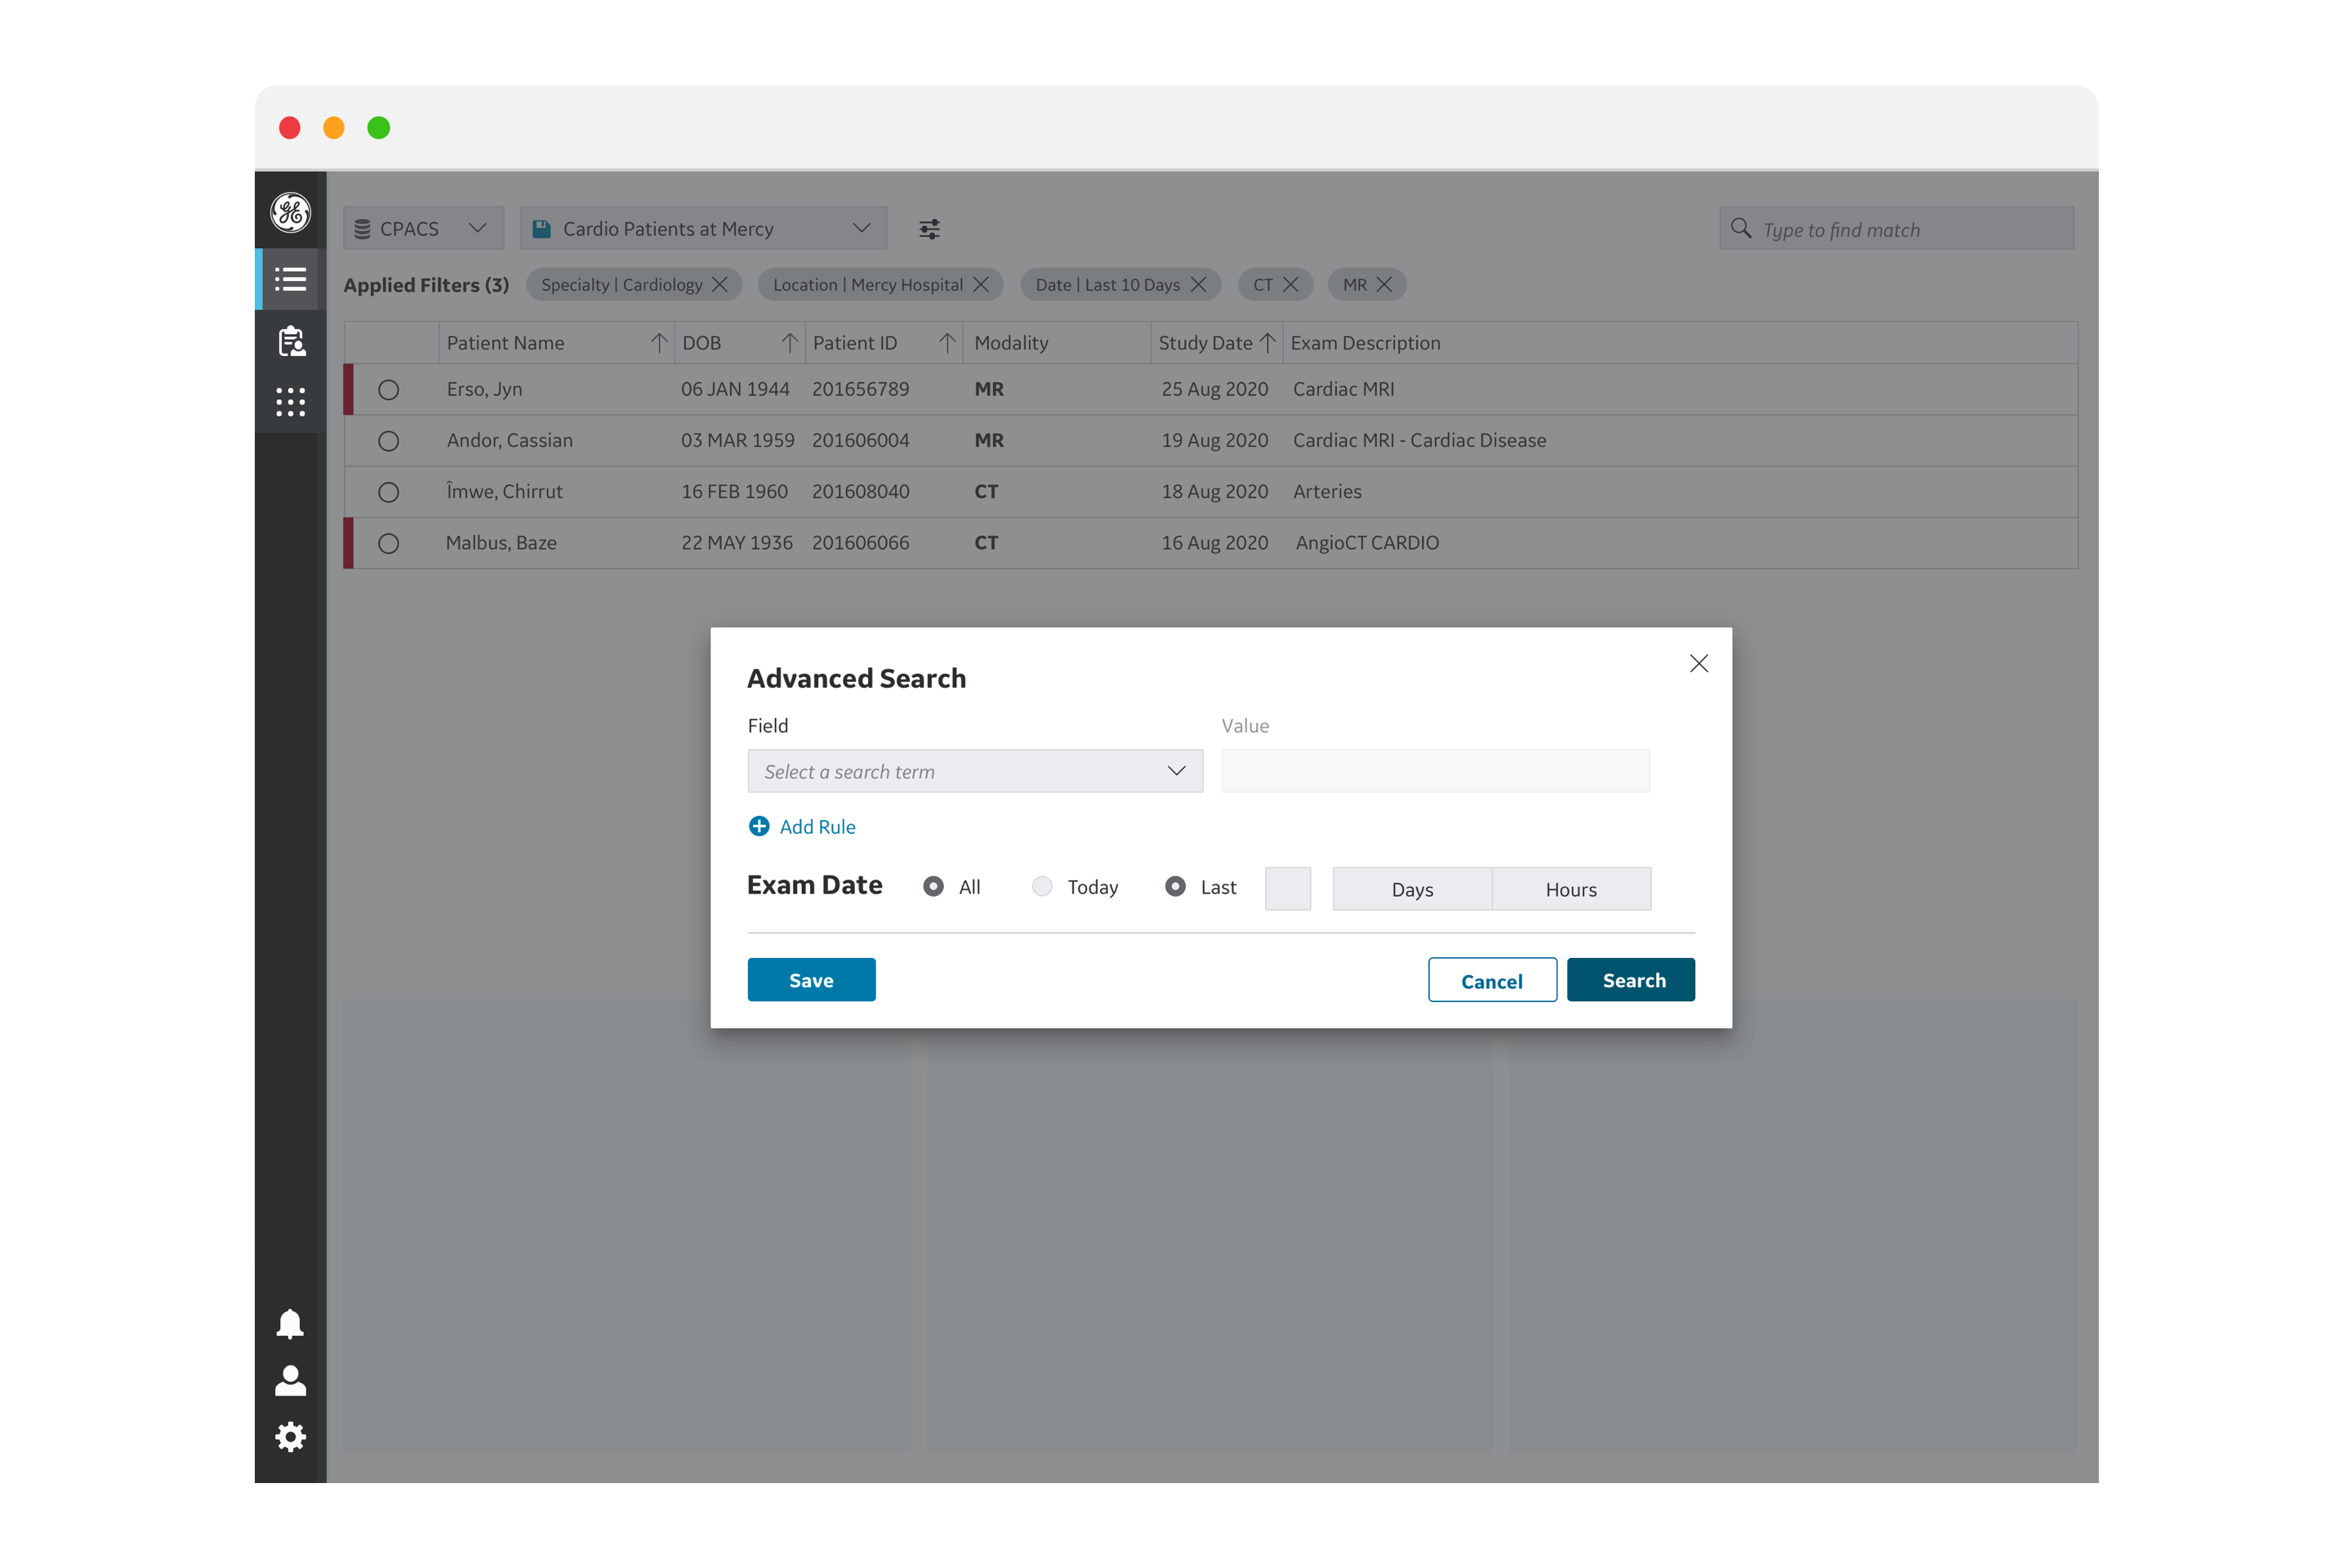 CPACS Cardio Patients at Mercy Type to find match
Applied Filters (3) Specialty | Cardiology Location | Mercy Hospital Date | Last 10 Days CT MR
Patient Name DOB Patient ID Modality Study Date Exam Description
Erso, Jyn 06 JAN 1944 201656789 MR 25 Aug 2020 Cardiac MRI
Andor, Cassian 03 MAR 1959 201606004 MR 19 Aug 2020 Cardiac MRI - Cardiac Disease
Îmwe, Chirrut 16 FEB 1960 201608040 CT 18 Aug 2020 Arteries
Malbus, Baze 22 MAY 1936 201606066 CT 16 Aug 2020 AngioCT CARDIO
Advanced Search
Field Value
Select a search term
Add Rule
Exam Date All Today Last Days Hours
Save Cancel Search